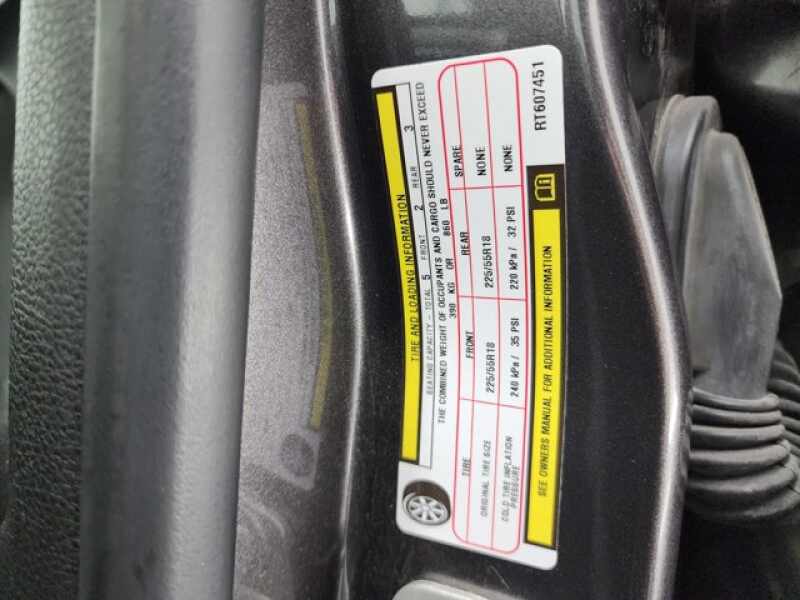 TIRE AND LOADING INFORMATION
SEATING CAPACITY - TOTAL 5 FRONT 2 REAR 3
THE COMBINED WEIGHT OF OCCUPANTS AND CARGO SHOULD NEVER EXCEED
390 KG OR 860 LB
TIRE FRONT REAR SPARE
ORIGINAL TIRE SIZE 225/55R18 225/55R18 NONE
COLD TIRE INFLATION PRESSURE 240 kPa / 35 PSI 220 kPa / 32 PSI NONE
SEE OWNERS MANUAL FOR ADDITIONAL INFORMATION
RT607451